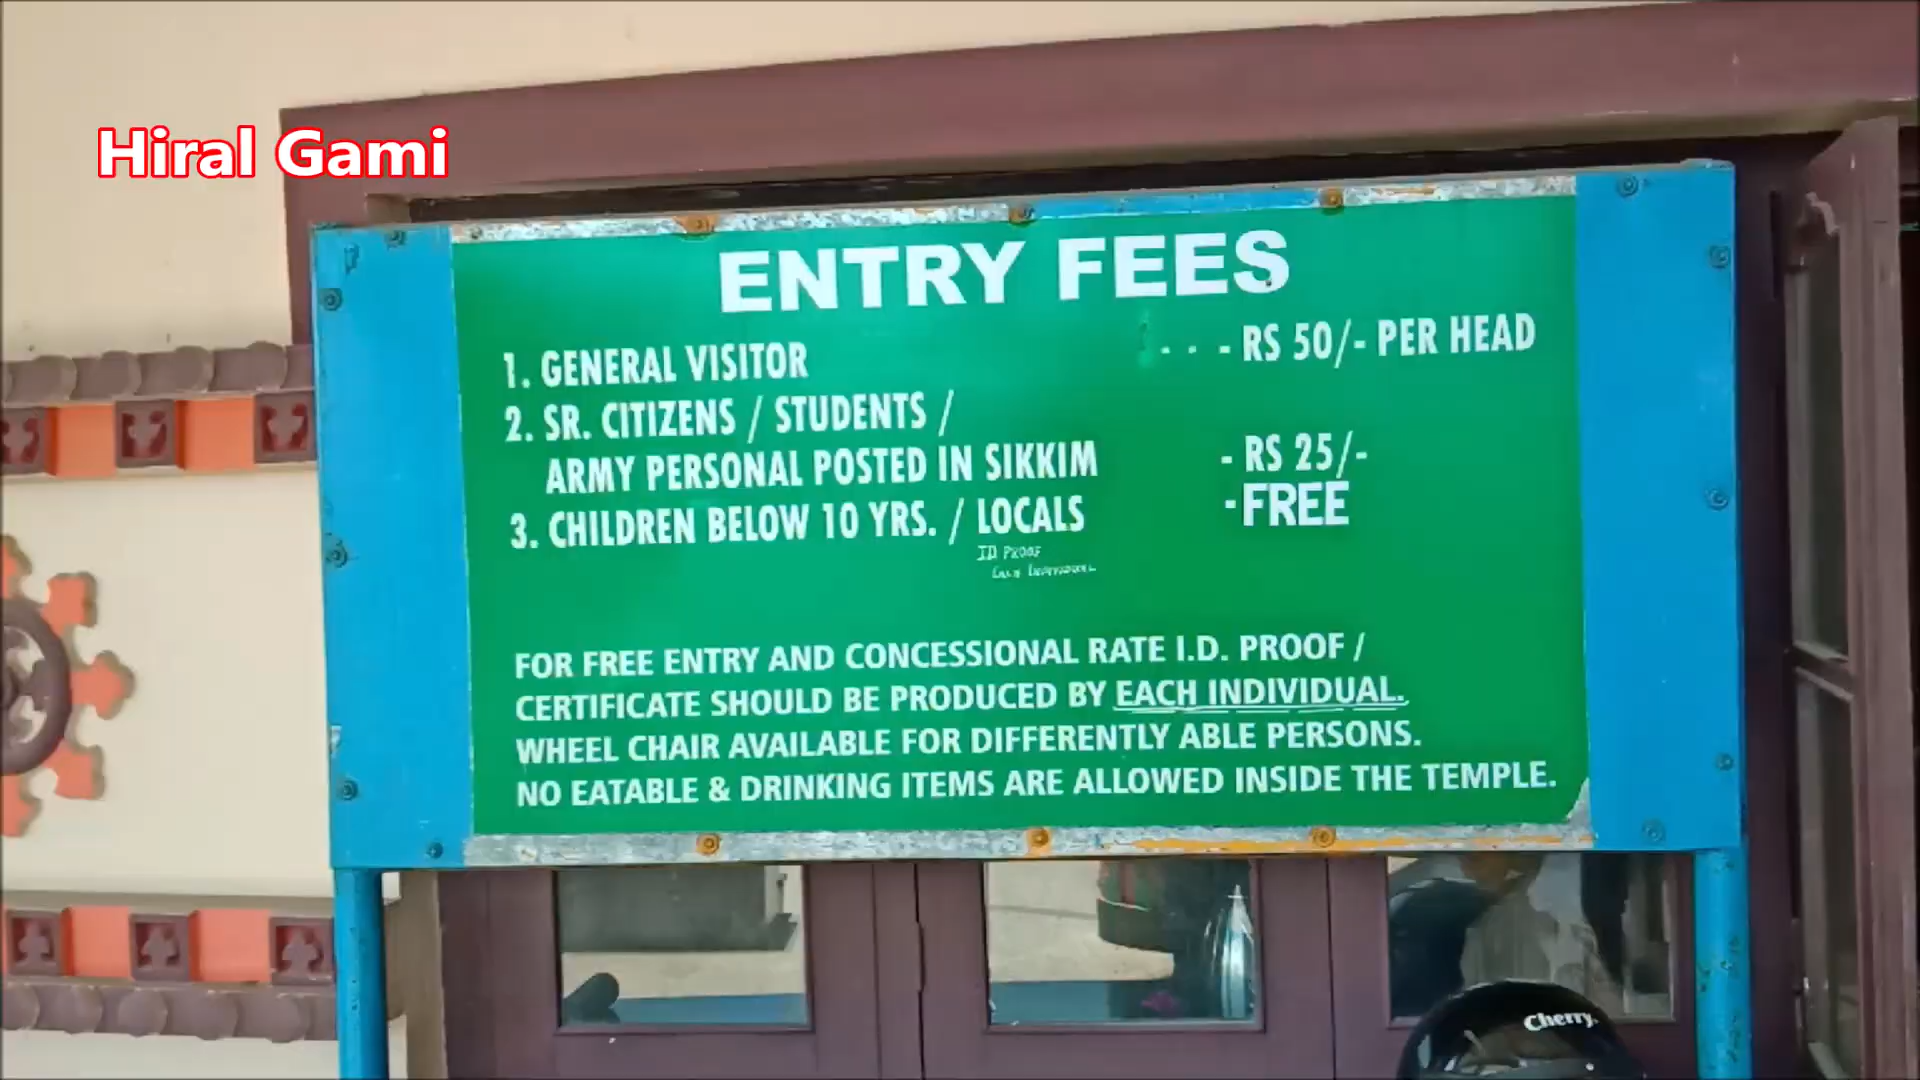 Hiral Gami
ENTRY FEES
1. GENERAL VISITOR - - - RS 50/- PER HEAD
2. SR. CITIZENS / STUDENTS /
ARMY PERSONAL POSTED IN SIKKIM - RS 25/-
3. CHILDREN BELOW 10 YRS. / LOCALS -FREE
ID PROOF
FOR FREE ENTRY AND CONCESSIONAL RATE I.D. PROOF /
CERTIFICATE SHOULD BE PRODUCED BY EACH INDIVIDUAL.
WHEEL CHAIR AVAILABLE FOR DIFFERENTLY ABLE PERSONS.
NO EATABLE & DRINKING ITEMS ARE ALLOWED INSIDE THE TEMPLE.
Cherry.